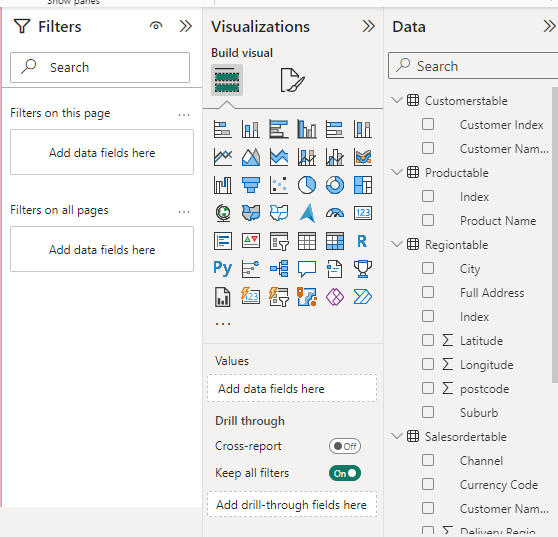 Show panes
Filters
Search
Filters on this page
...
Add data fields here
Filters on all pages
...
Add data fields here
Visualizations
Build visual
123
R
Py
123
...
Values
Add data fields here
Drill through
Cross-report
Off
Keep all filters
On
Add drill-through fields here
Data
Search
Customerstable
Customer Index
Customer Nam...
Productable
Index
Product Name
Regiontable
City
Full Address
Index
Σ Latitude
Σ Longitude
Σ postcode
Suburb
Salesordertable
Channel
Currency Code
Customer Nam...
Σ Delivery Regio...